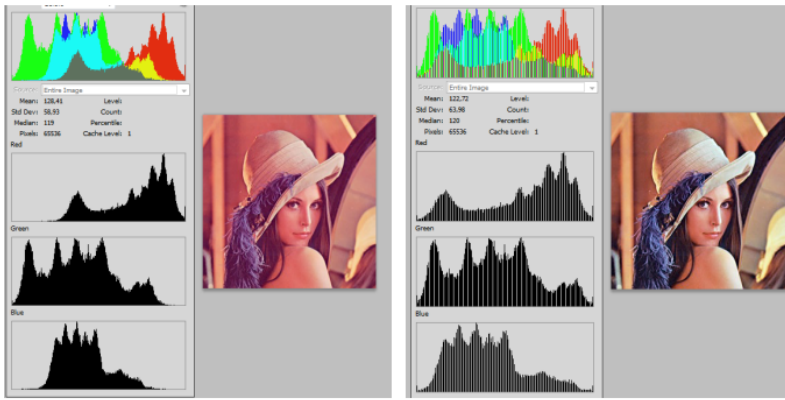 Entire Image
Mean: 128,41 Level:
Std Dev: 58,93 Count:
Median: 119 Percentile:
Pixels: 65536 Cache Level: 1
Red
Green
Blue
Source: Entire Image
Mean: 122,72 Level:
Std Dev: 63,98 Count:
Median: 120 Percentile:
Pixels: 65536 Cache Level: 1
Red
Green
Blue